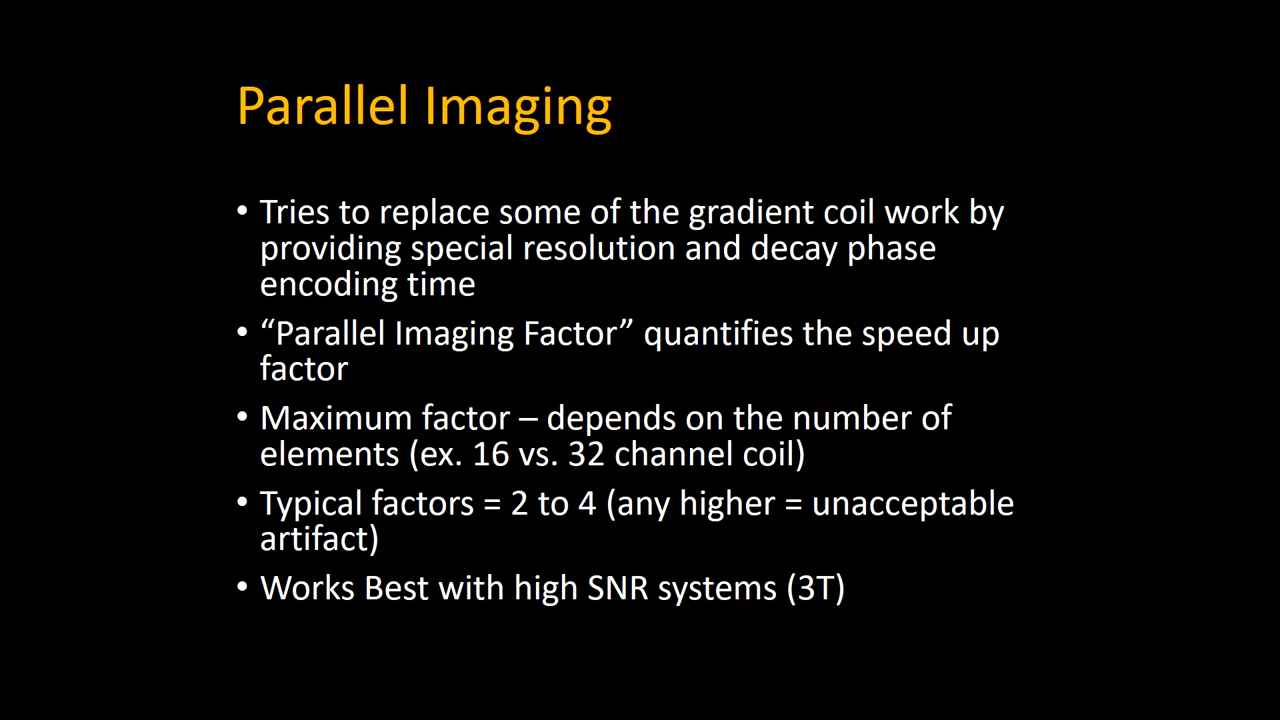 Parallel Imaging
• Tries to replace some of the gradient coil work by
providing special resolution and decay phase
encoding time
• “Parallel Imaging Factor” quantifies the speed up
factor
• Maximum factor – depends on the number of
elements (ex. 16 vs. 32 channel coil)
• Typical factors = 2 to 4 (any higher = unacceptable
artifact)
• Works Best with high SNR systems (3T)